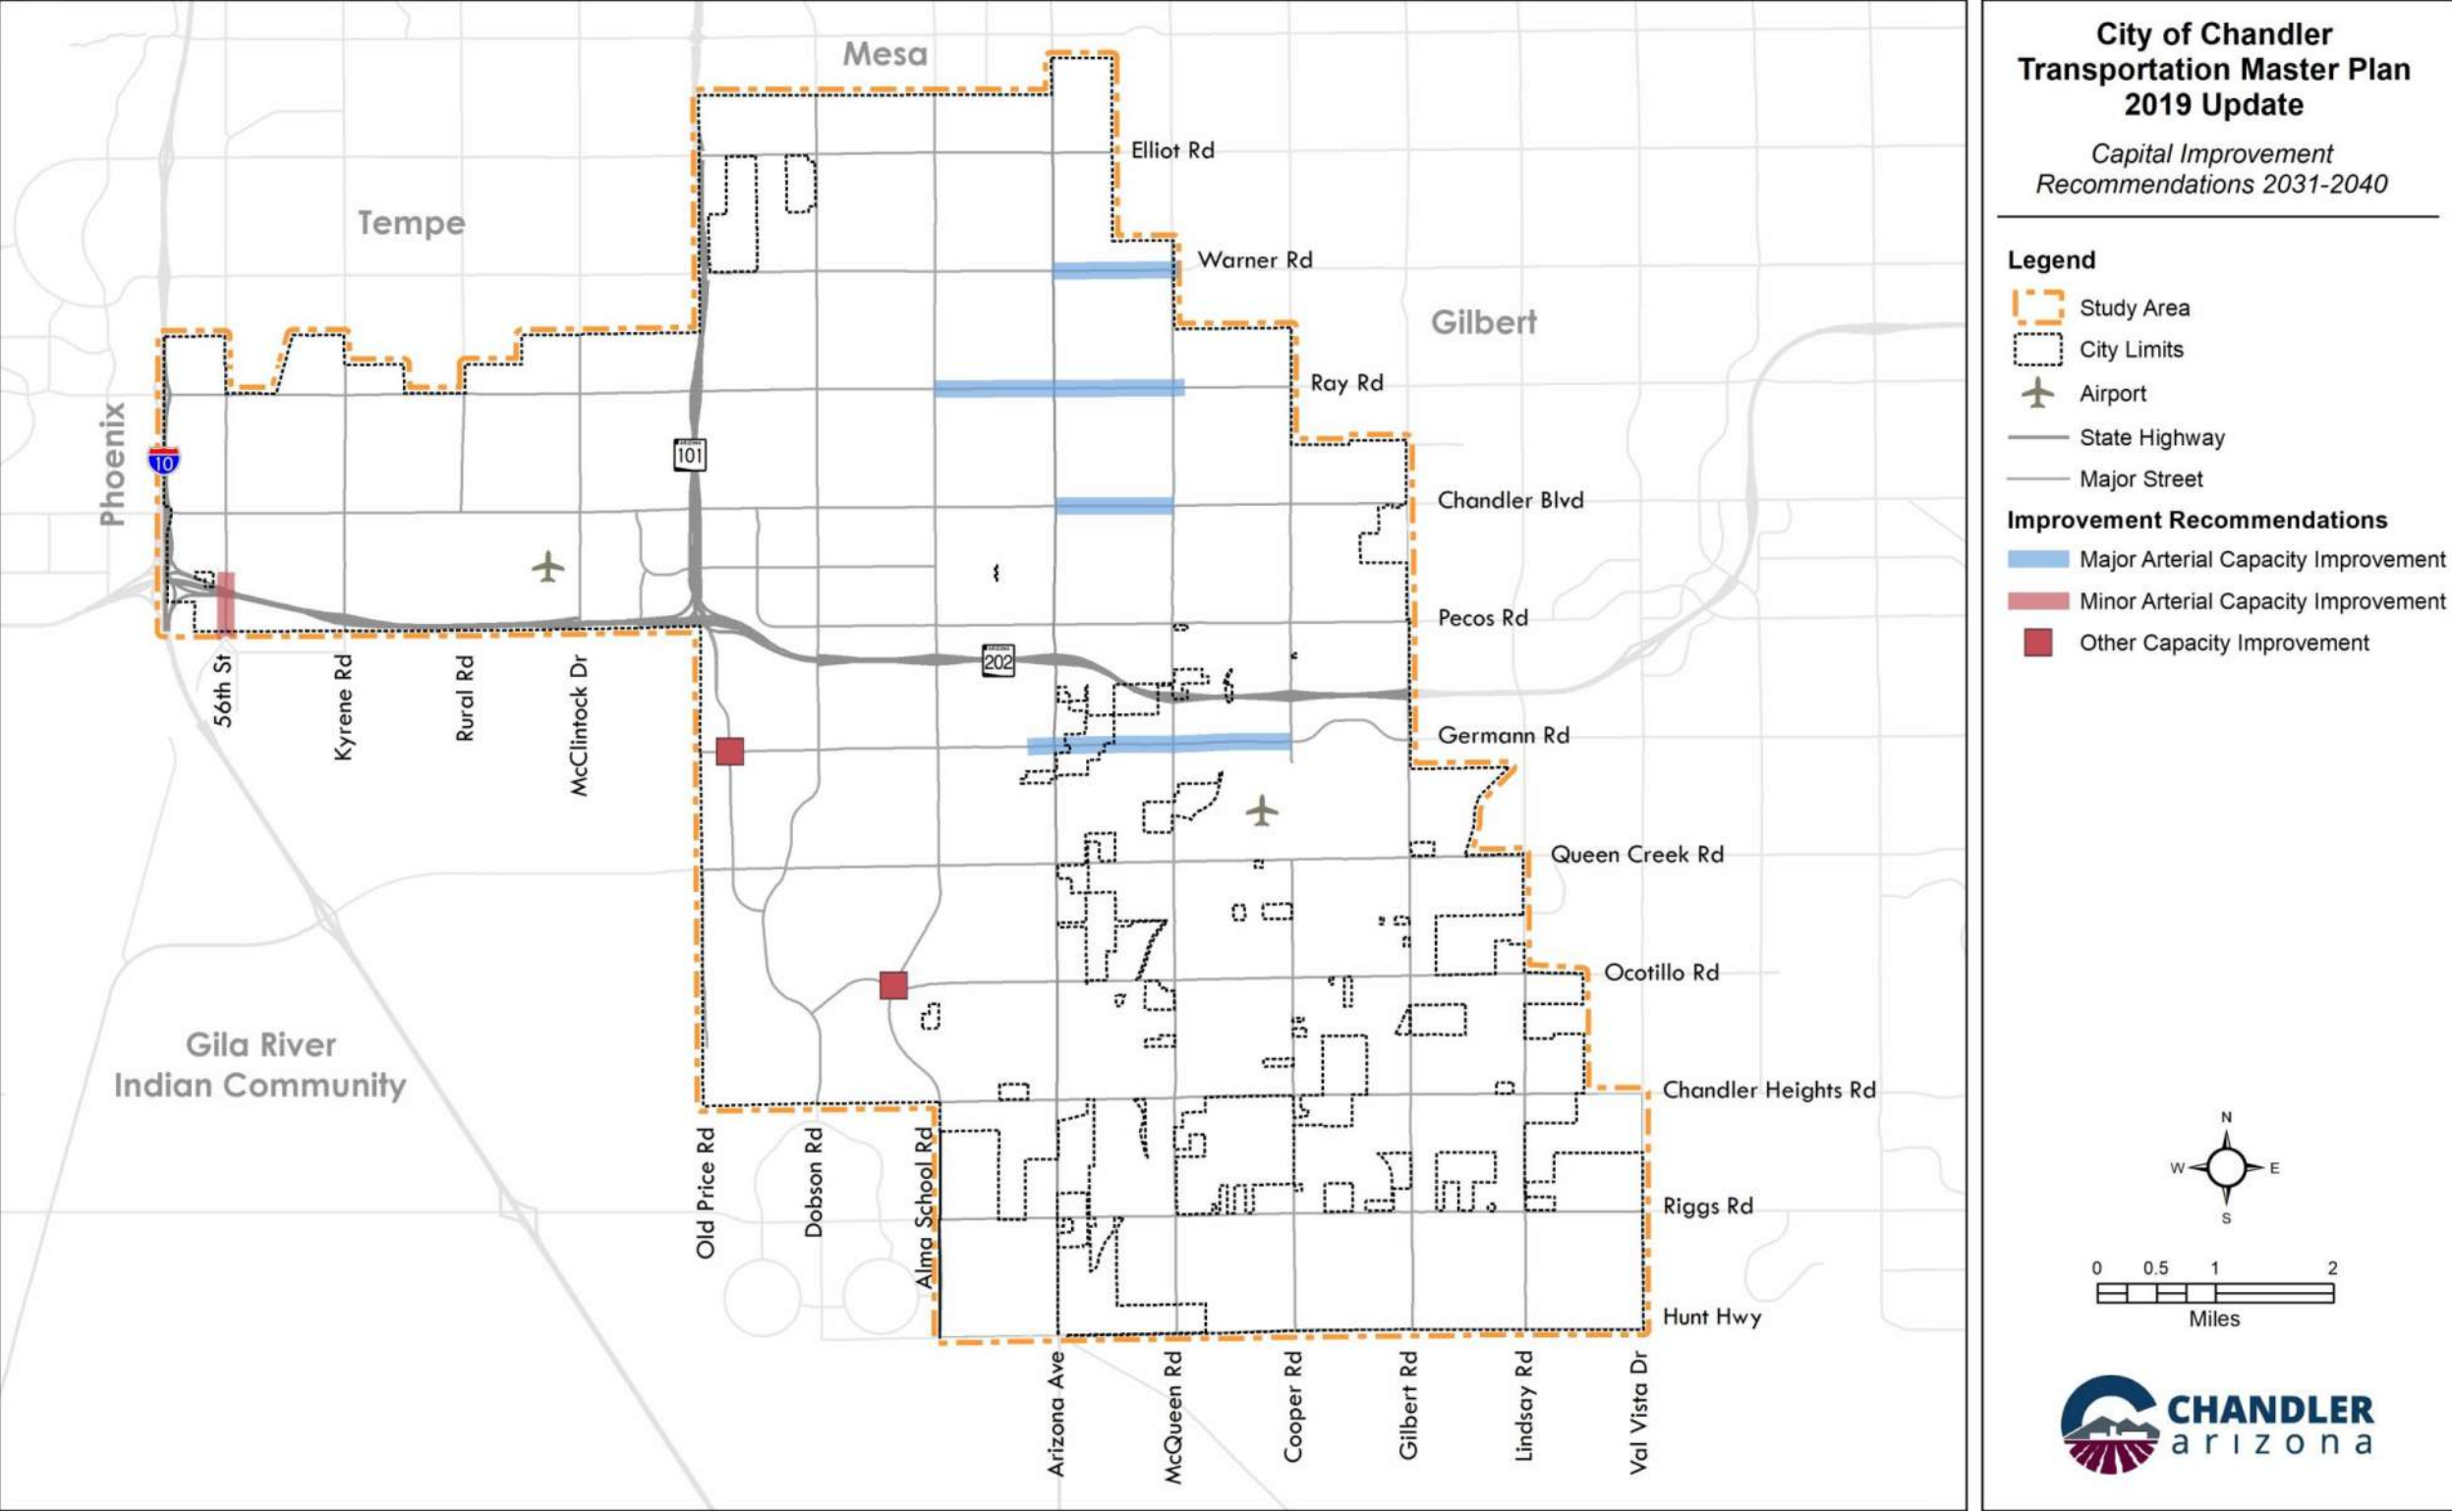 Mesa
Elliot Rd
Tempe
Warner Rd
Gilbert
Ray Rd
Phoenix
10
ARIZONA
101
Chandler Blvd
Pecos Rd
ARIZONA
202
56th St
Kyrene Rd
Rural Rd
McClintock Dr
Germann Rd
Queen Creek Rd
Ocotillo Rd
Gila River
Indian Community
Chandler Heights Rd
Old Price Rd
Dobson Rd
Alma School Rd
Riggs Rd
Hunt Hwy
Arizona Ave
McQueen Rd
Cooper Rd
Gilbert Rd
Lindsay Rd
Val Vista Dr
City of Chandler
Transportation Master Plan
2019 Update
Capital Improvement
Recommendations 2031-2040
Legend
Study Area
City Limits
Airport
State Highway
Major Street
Improvement Recommendations
Major Arterial Capacity Improvement
Minor Arterial Capacity Improvement
Other Capacity Improvement
N
W E
S
0 0.5 1 2
Miles
CHANDLER
arizona